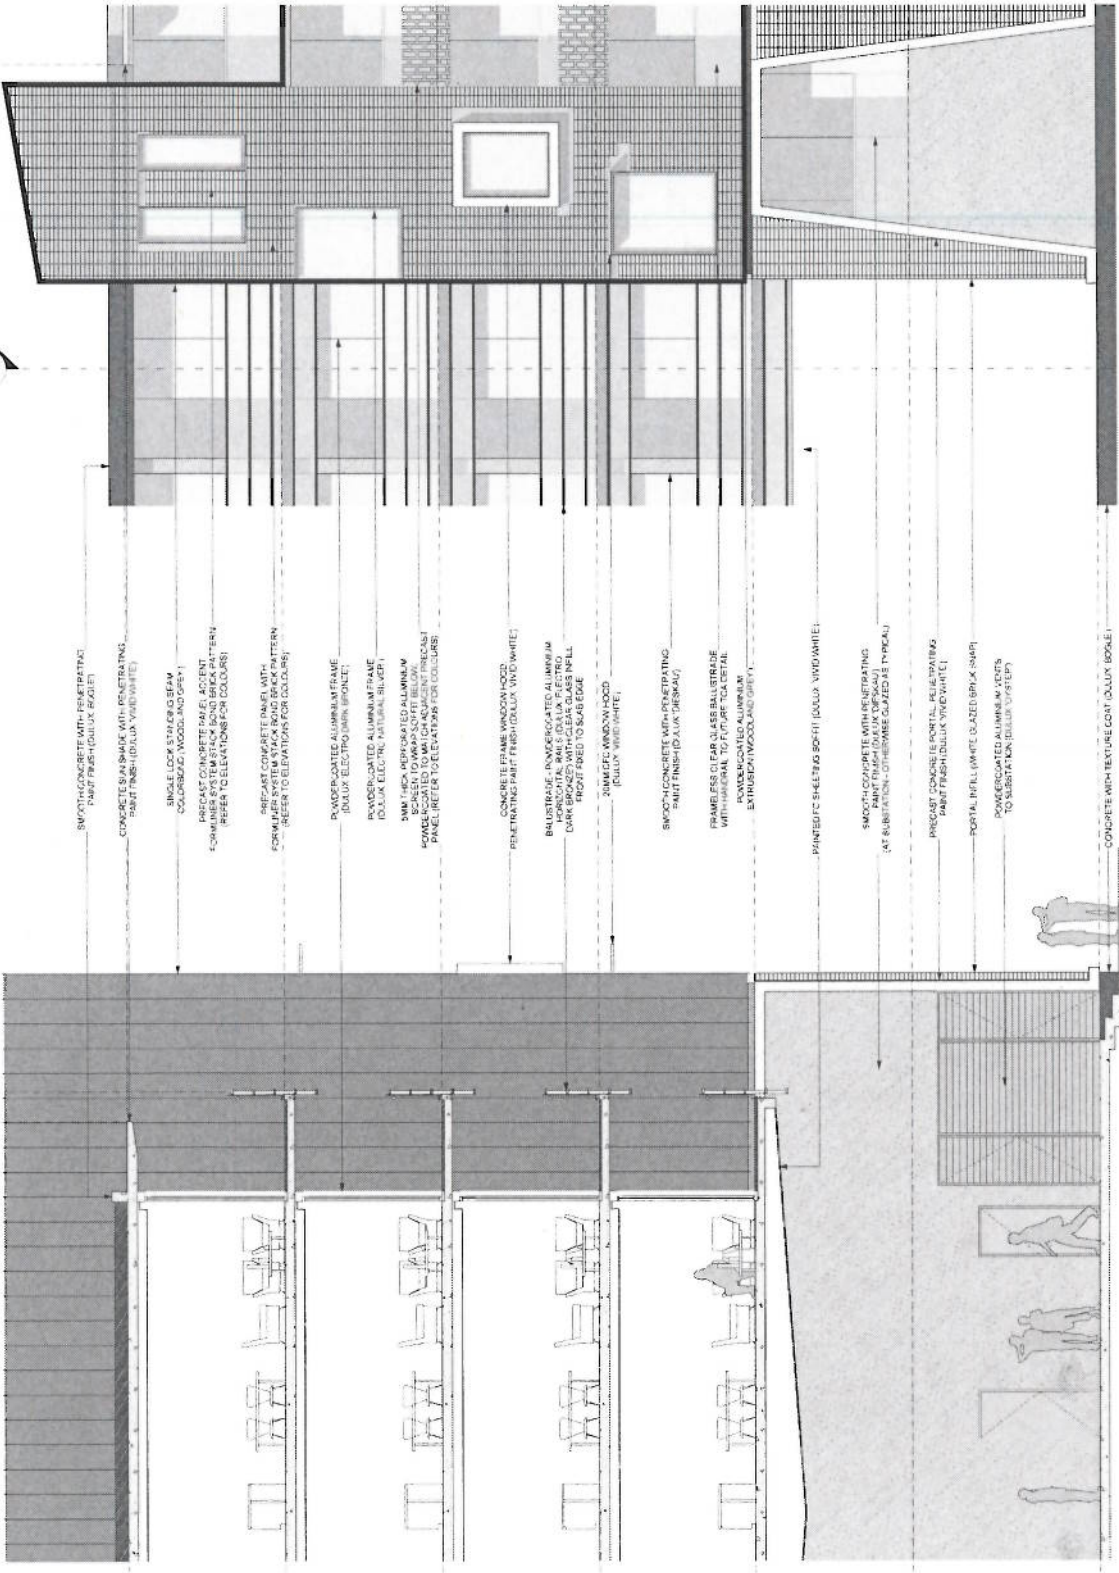 SMOOTH CONCRETE WITH PENETRATING
PAINT FINISH (DULUX 'BOGLE')
CONCRETE SUN SHADE WITH PENETRATING
PAINT FINISH (DULUX 'VIVID WHITE')
SINGLE LOCK STANDING SEAM
COLORBOND ('WOODLAND GREY')
PRECAST CONCRETE PANEL ACCENT
FORMLINER SYSTEM STACK BOND BRICK PATTERN
(REFER TO ELEVATIONS FOR COLOURS)
PRECAST CONCRETE PANEL WITH
FORMLINER SYSTEM STACK BOND BRICK PATTERN
(REFER TO ELEVATIONS FOR COLOURS)
POWDERCOATED ALUMINIUM FRAME
(DULUX 'ELECTRO DARK BRONZE')
POWDERCOATED ALUMINIUM FRAME
(DULUX 'ELECTRIC NATURAL SILVER')
5MM THICK PERFORATED ALUMINIUM
SCREEN TO WRAP SOFFIT BELOW.
POWDERCOATED TO MATCH ADJACENT PRECAST
PANEL (REFER TO ELEVATIONS FOR COLOURS)
CONCRETE FRAME WINDOW HOOD
PENETRATING PAINT FINISH (DULUX 'VIVID WHITE')
BALUSTRADE - POWDERCOATED ALUMINIUM
HORIZONTAL RAILS (DULUX 'ELECTRO
DARK BRONZE') WITH CLEAR GLASS INFILL
FRONT FIXED TO SLAB EDGE
20MM CFC WINDOW HOOD
(DULUX 'VIVID WHITE')
SMOOTH CONCRETE WITH PENETRATING
PAINT FINISH (DULUX 'DIESKAU')
FRAMELESS CLEAR GLASS BALUSTRADE
WITH HANDRAIL TO FUTURE TCA DETAIL
POWDERCOATED ALUMINIUM
EXTRUSION ('WOODLAND GREY')
PAINTED FC SHEETING SOFFIT (DULUX 'VIVID WHITE')
SMOOTH CONCRETE WITH PENETRATING
PAINT FINISH (DULUX 'DIESKAU')
(AT SUBSTATION - OTHERWISE GLAZED AS TYPICAL)
PRECAST CONCRETE PORTAL, PENETRATING
PAINT FINISH (DULUX 'VIVID WHITE')
PORTAL INFILL (WHITE GLAZED BRICK SNAP)
POWDERCOATED ALUMINIUM VENTS
TO SUBSTATION (DULUX 'OYSTER')
CONCRETE WITH TEXTURE COAT (DULUX 'BOGLE')